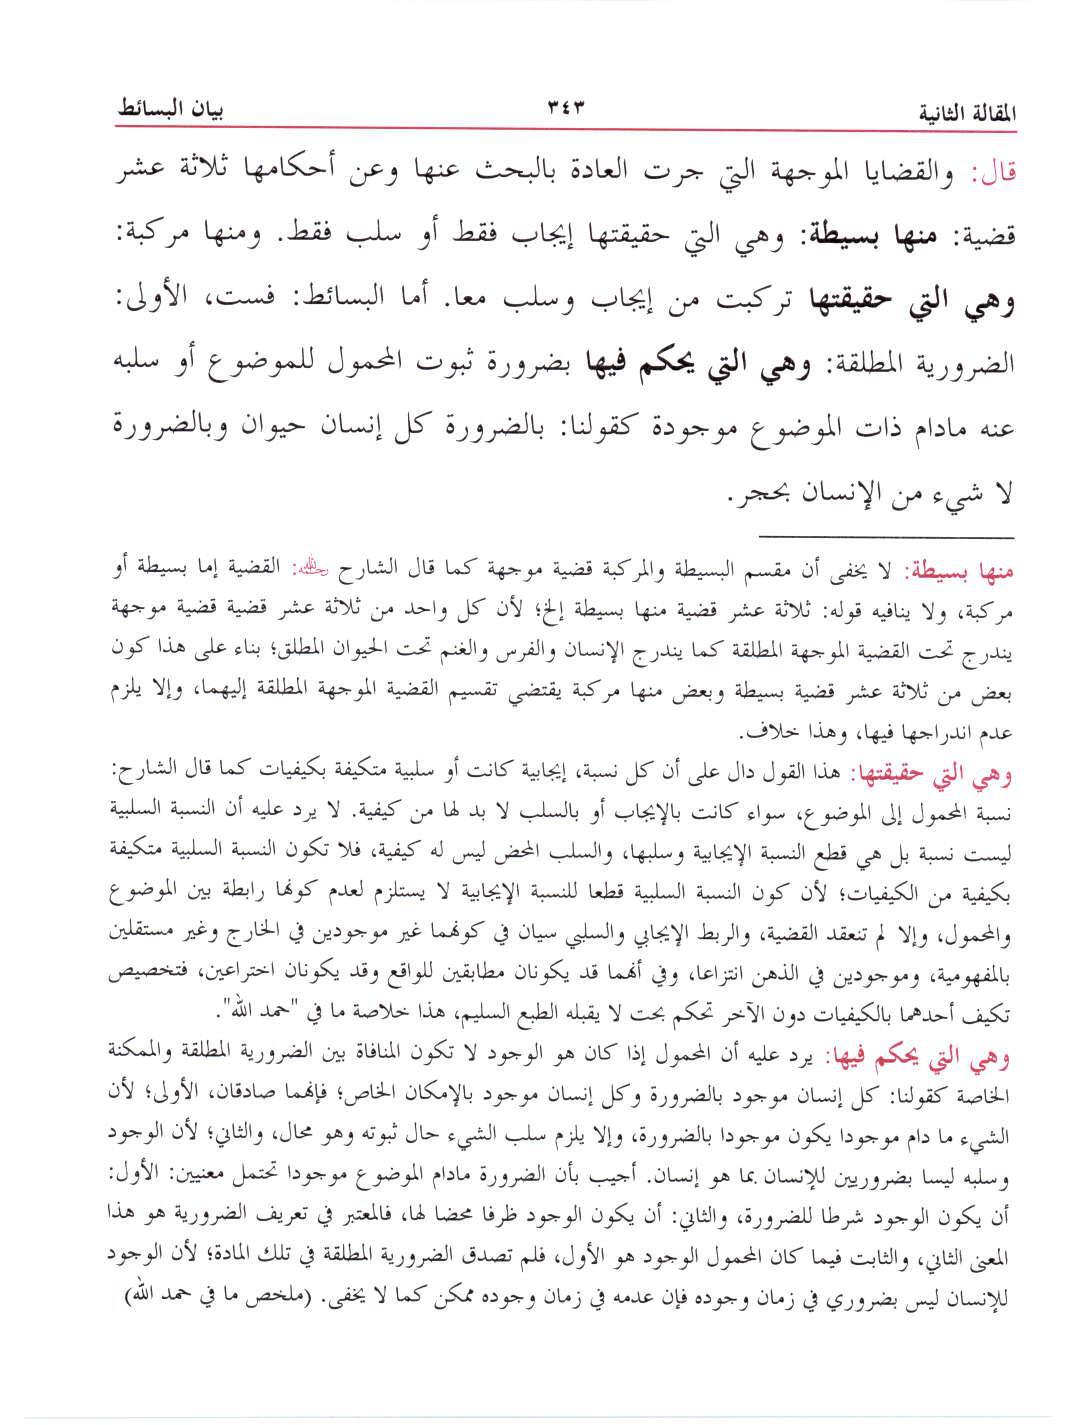 المقالة الثانية ٣٤٣ بيان البسائط
قال: والقضايا الموجهة التي جرت العادة بالبحث عنها وعن أحكامها ثلاثة عشر
قضية: منها بسيطة: وهي التي حقيقتها إيجاب فقط أو سلب فقط. ومنها مركبة:
وهي التي حقيقتها تركبت من إيجاب وسلب معا. أما البسائط: فست، الأولى:
الضرورية المطلقة: وهي التي يحكم فيها بضرورة ثبوت المحمول للموضوع أو سلبه
عنه مادام ذات الموضوع موجودة كقولنا: بالضرورة كل إنسان حيوان وبالضرورة
لا شيء من الإنسان بحجر.
منها بسيطة: لا يخفى أن مقسم البسيطة والمركبة قضية موجهة كما قال الشارح رحمه الله: القضية إما بسيطة أو
مركبة، ولا ينافيه قوله: ثلاثة عشر قضية منها بسيطة إلخ؛ لأن كل واحد من ثلاثة عشر قضية قضية موجهة
يندرج تحت القضية الموجهة المطلقة كما يندرج الإنسان والفرس والغنم تحت الحيوان المطلق؛ بناء على هذا كون
بعض من ثلاثة عشر قضية بسيطة وبعض منها مركبة يقتضي تقسيم القضية الموجهة المطلقة إليهما، وإلا يلزم
عدم اندراجها فيها، وهذا خلاف.
وهي التي حقيقتها: هذا القول دال على أن كل نسبة، إيجابية كانت أو سلبية متكيفة بكيفيات كما قال الشارح:
نسبة المحمول إلى الموضوع، سواء كانت بالإيجاب أو بالسلب لا بد لها من كيفية. لا يرد عليه أن النسبة السلبية
ليست نسبة بل هي قطع النسبة الإيجابية وسلبها، والسلب المحض ليس له كيفية، فلا تكون النسبة السلبية متكيفة
بكيفية من الكيفيات؛ لأن كون النسبة السلبية قطعا للنسبة الإيجابية لا يستلزم لعدم كونها رابطة بين الموضوع
والمحمول، وإلا لم تنعقد القضية، والربط الإيجابي والسلبي سيان في كونهما غير موجودين في الخارج وغير مستقلين
بالمفهومية، وموجودين في الذهن انتزاعا، وفي أنهما قد يكونان مطابقين للواقع وقد يكونان اختراعين، فتخصيص
تكيف أحدهما بالكيفيات دون الآخر تحكم بحت لا يقبله الطبع السليم، هذا خلاصة ما في "حمد الله".
وهي التي يحكم فيها: يرد عليه أن المحمول إذا كان هو الوجود لا تكون المنافاة بين الضرورية المطلقة والممكنة
الخاصة كقولنا: كل إنسان موجود بالضرورة وكل إنسان موجود بالإمكان الخاص؛ فإنهما صادقان، الأولى؛ لأن
الشيء ما دام موجودا يكون موجودا بالضرورة، وإلا يلزم سلب الشيء حال ثبوته وهو محال، والثاني؛ لأن الوجود
وسلبه ليسا بضروريين للإنسان بما هو إنسان. أجيب بأن الضرورة مادام الموضوع موجودا تحتمل معنيين: الأول:
أن يكون الوجود شرطا للضرورة، والثاني: أن يكون الوجود ظرفا محضا لها، فالمعتبر في تعريف الضرورية هو هذا
المعنى الثاني، والثابت فيما كان المحمول الوجود هو الأول، فلم تصدق الضرورية المطلقة في تلك المادة؛ لأن الوجود
للإنسان ليس بضروري في زمان وجوده فإن عدمه في زمان وجوده ممكن كما لا يخفى. (ملخص ما في حمد الله)